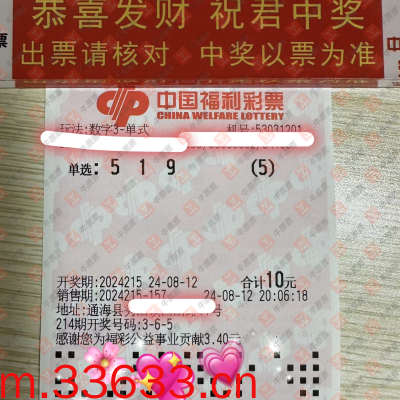 恭喜发财 祝君中奖
出票请核对 中奖以票为准
中国福利彩票
CHINA WELFARE LOTTERY
玩法:数字3-单式 机号:53031201
单选: 5 1 9 (5)
开奖期:2024215 24-08-12 合计10元
销售期:2024215-157 24-08-12 20:06:18
地址:通海县 号
214期开奖号码:3-6-5
感谢您为福彩公益事业贡献3.40元
m.33633.cn